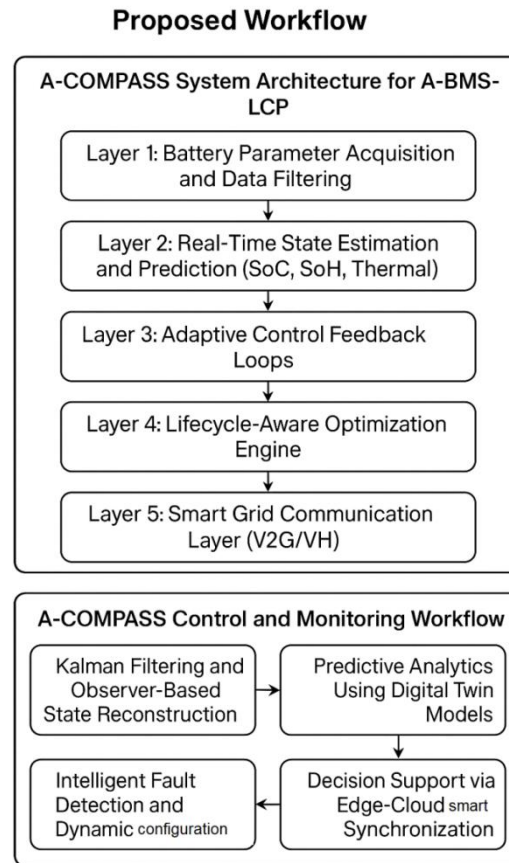 Proposed Workflow
A-COMPASS System Architecture for A-BMS-
LCP
Layer 1: Battery Parameter Acquisition
and Data Filtering
Layer 2: Real-Time State Estimation
and Prediction (SoC, SoH, Thermal)
Layer 3: Adaptive Control Feedback
Loops
Layer 4: Lifecycle-Aware Optimization
Engine
Layer 5: Smart Grid Communication
Layer (V2G/VH)
A-COMPASS Control and Monitoring Workflow
Kalman Filtering and
Observer-Based
State Reconstruction
Predictive Analytics
Using Digital Twin
Models
Intelligent Fault
Detection and
Dynamic configuration
Decision Support via
Edge-Cloud smart
Synchronization